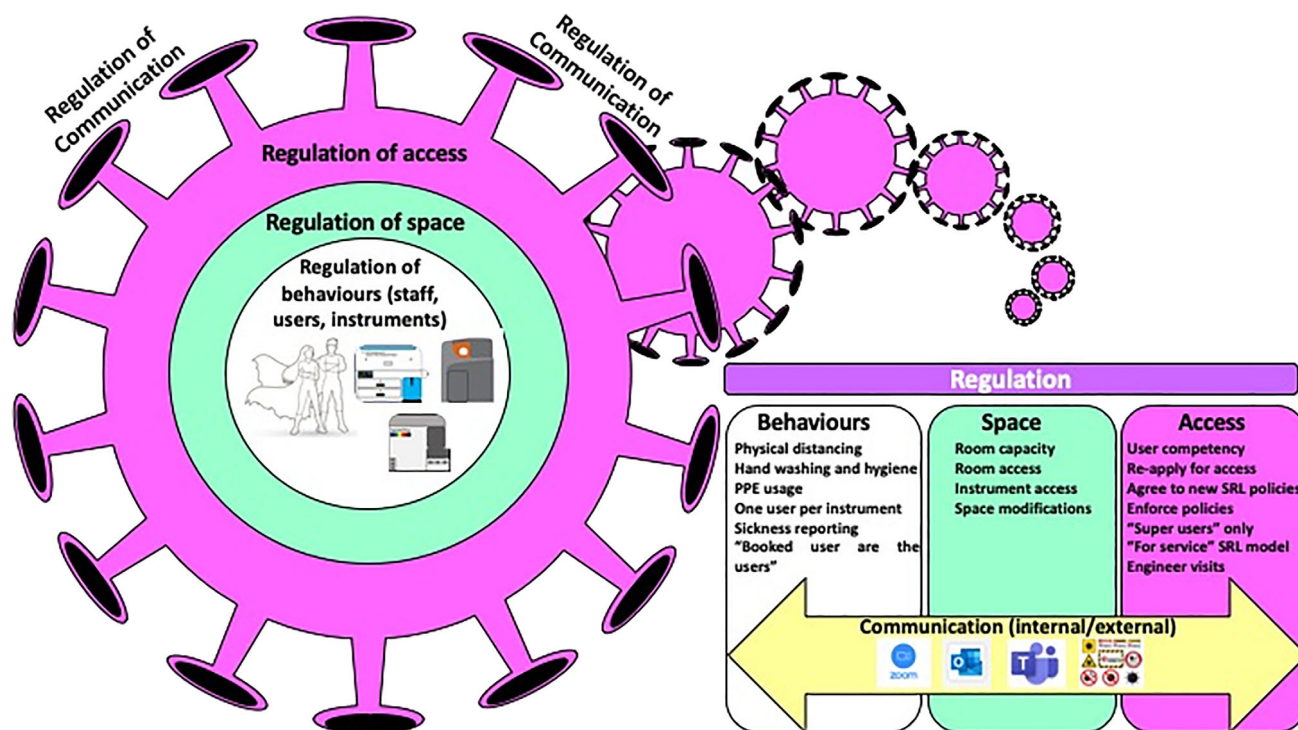 Regulation of
Communication
Regulation of
Communication
Regulation of access
Regulation of space
Regulation of
behaviours (staff,
users, instruments)
Regulation
Behaviours
Physical distancing
Hand washing and hygiene
PPE usage
One user per instrument
Sickness reporting
"Booked user are the
users"
Space
Room capacity
Room access
Instrument access
Space modifications
Access
User competency
Re-apply for access
Agree to new SRL policies
Enforce policies
"Super users" only
"For service" SRL model
Engineer visits
Communication (internal/external)
zoom
O
T